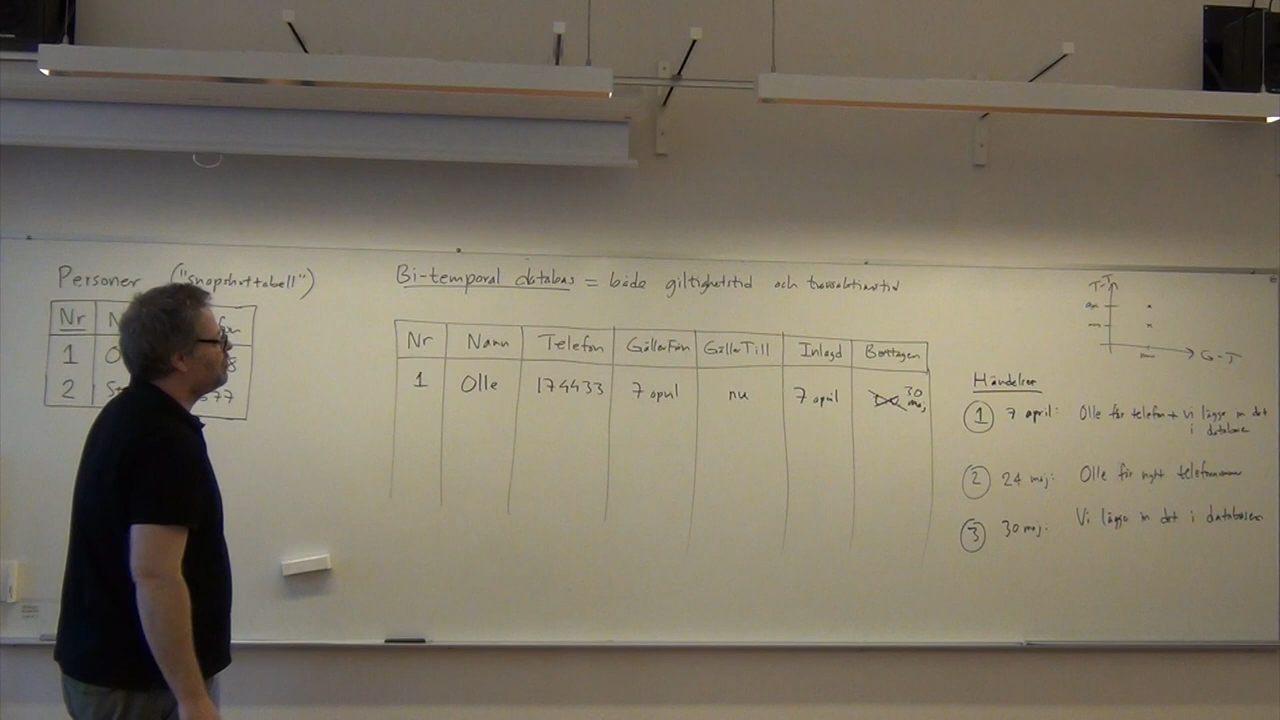 Personer ("snapshottabell")
Nr N
1 O 8
2 S 577
Bi-temporal databas = både giltighetstid och transaktionstid
Nr Namn Telefon GällerFrån GällerTill Inlagd Borttagen
1 Olle 174433 7 april nu 7 april 30 maj
T-T
G-T
Händelser
1 7 april: Olle får telefon + vi lägger in det
i databasen
2 24 maj: Olle får nytt telefonnummer
3 30 maj: Vi lägger in det i databasen